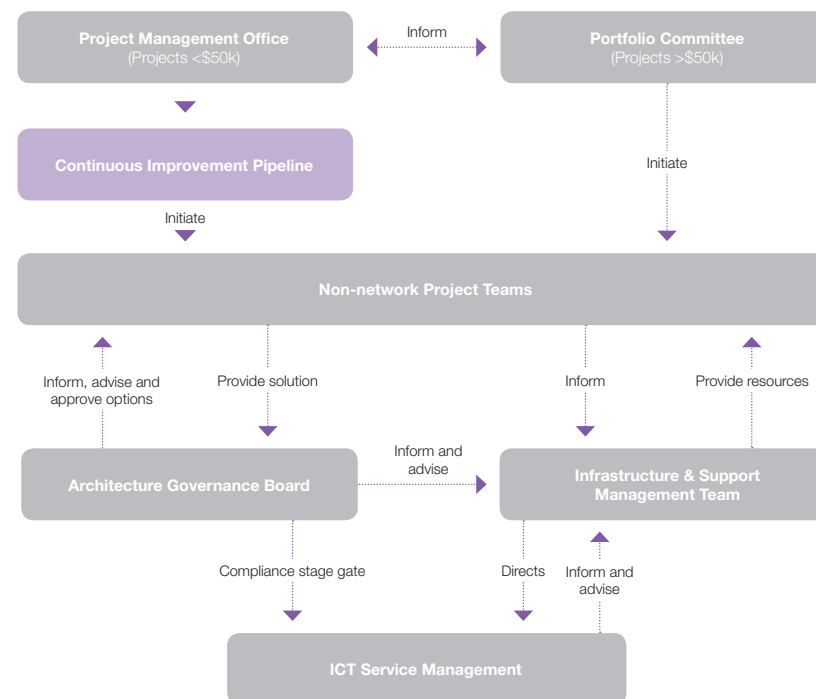 Project Management Office
(Projects <$50k)
Inform
Portfolio Committee
(Projects >$50k)
Continuous Improvement Pipeline
Initiate
Initiate
Non-network Project Teams
Inform, advise and
approve options
Provide solution
Inform
Provide resources
Architecture Governance Board
Inform and
advise
Infrastructure & Support
Management Team
Compliance stage gate
Directs
Inform and
advise
ICT Service Management